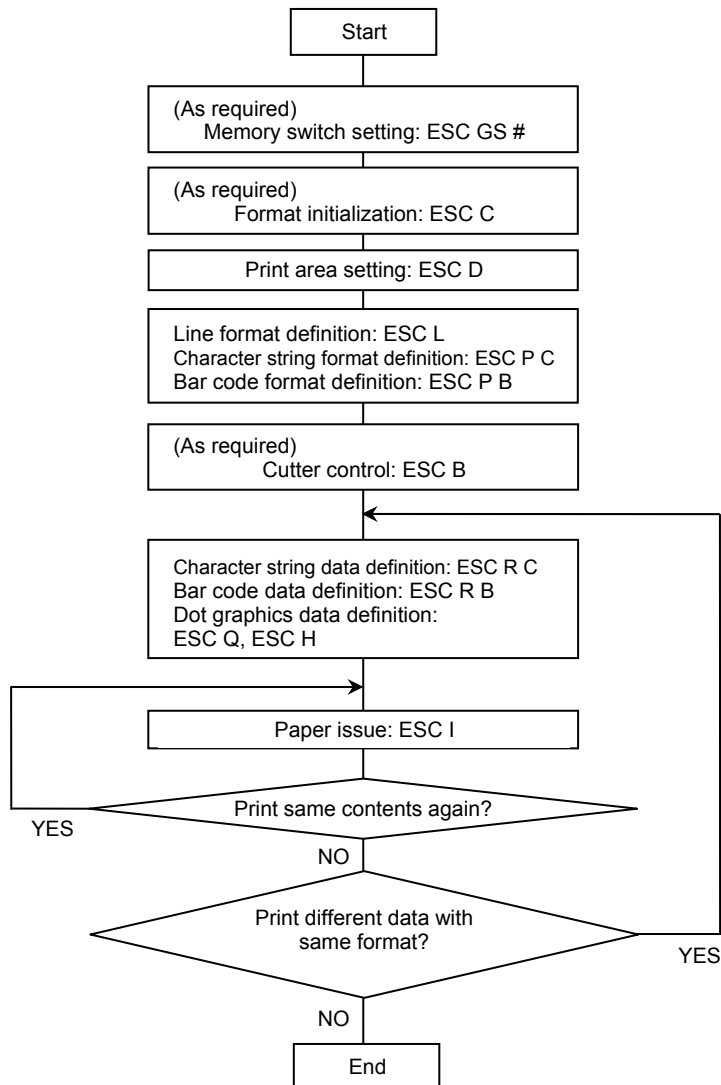 Start
(As required)
Memory switch setting: ESC GS #
(As required)
Format initialization: ESC C
Print area setting: ESC D
Line format definition: ESC L
Character string format definition: ESC P C
Bar code format definition: ESC P B
(As required)
Cutter control: ESC B
Character string data definition: ESC R C
Bar code data definition: ESC R B
Dot graphics data definition:
ESC Q, ESC H
Paper issue: ESC I
Print same contents again?
YES
NO
Print different data with
same format?
YES
NO
End